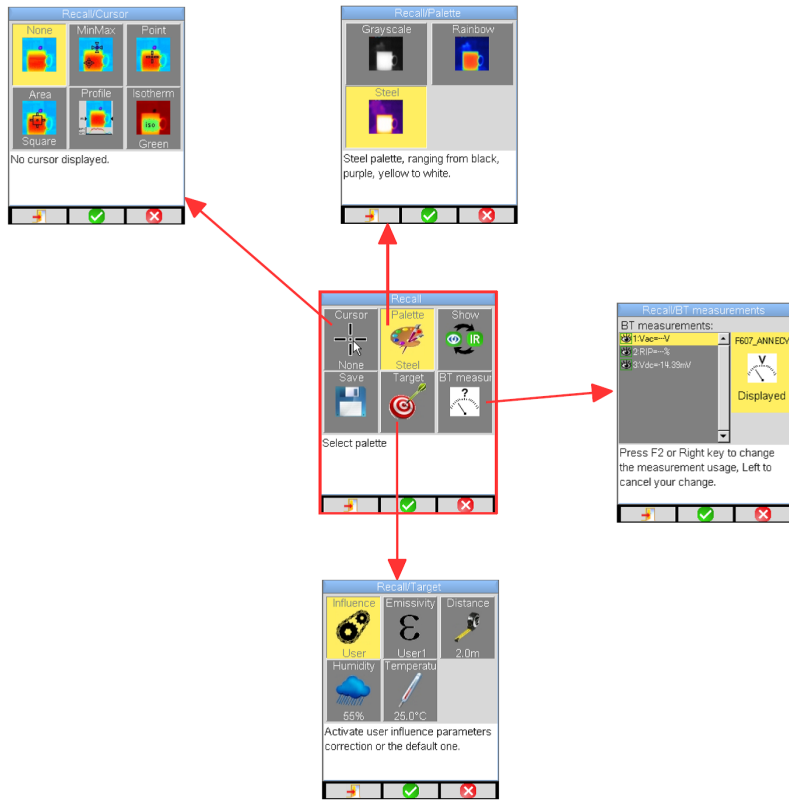 Recall/Cursor
None MinMax Point
Area Profile Isotherm
iso
Square Green
No cursor displayed.
Recall/Palette
Grayscale Rainbow
Steel
Steel palette, ranging from black,
purple, yellow to white.
Recall
Cursor Palette Show
IR
None Steel
Save Target BT measur
?
Select palette
Recall/BT measurements
BT measurements:
1:Vac=---V
2:RIP=---%
3:Vdc=-14.39mV
F607_ANNECY
V
Displayed
Press F2 or Right key to change
the measurement usage, Left to
cancel your change.
Recall/Target
Influence Emissivity Distance
ε
User User1 2.0m
Humidity Temperatu
55% 25.0°C
Activate user influence parameters
correction or the default one.